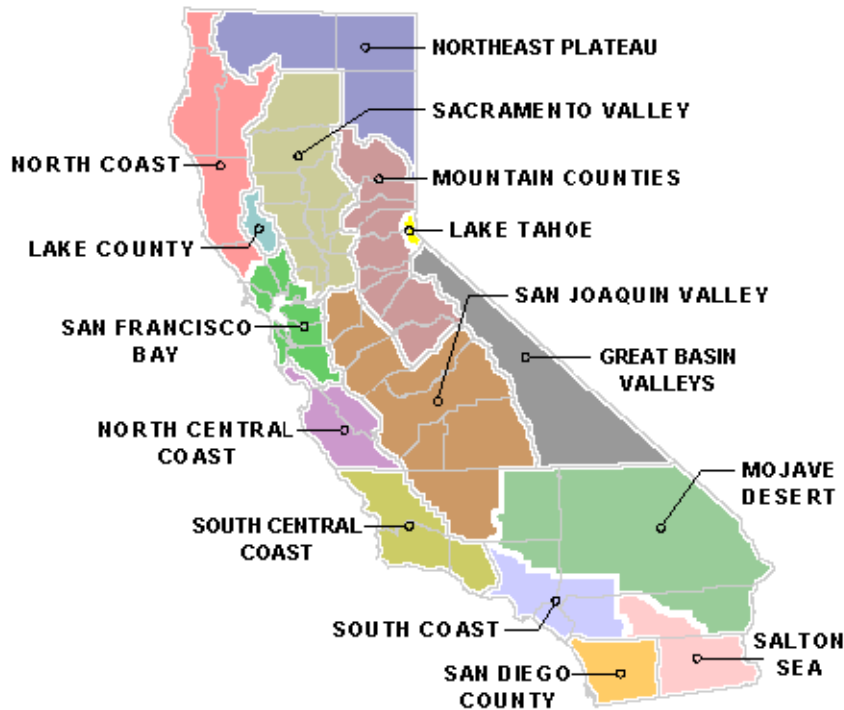 NORTHEAST PLATEAU
SACRAMENTO VALLEY
NORTH COAST
MOUNTAIN COUNTIES
LAKE TAHOE
LAKE COUNTY
SAN JOAQUIN VALLEY
SAN FRANCISCO
BAY
GREAT BASIN
VALLEYS
NORTH CENTRAL
COAST
MOJAVE
DESERT
SOUTH CENTRAL
COAST
SOUTH COAST
SALTON
SEA
SAN DIEGO
COUNTY